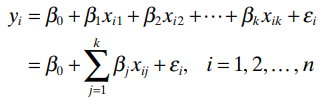 yᵢ = β₀ + β₁xᵢ₁ + β₂xᵢ₂ + ··· + βₖxᵢₖ + εᵢ
= β₀ + ∑ⱼ₌₁ᵏ βⱼxᵢⱼ + εᵢ, i = 1, 2, . . . , n